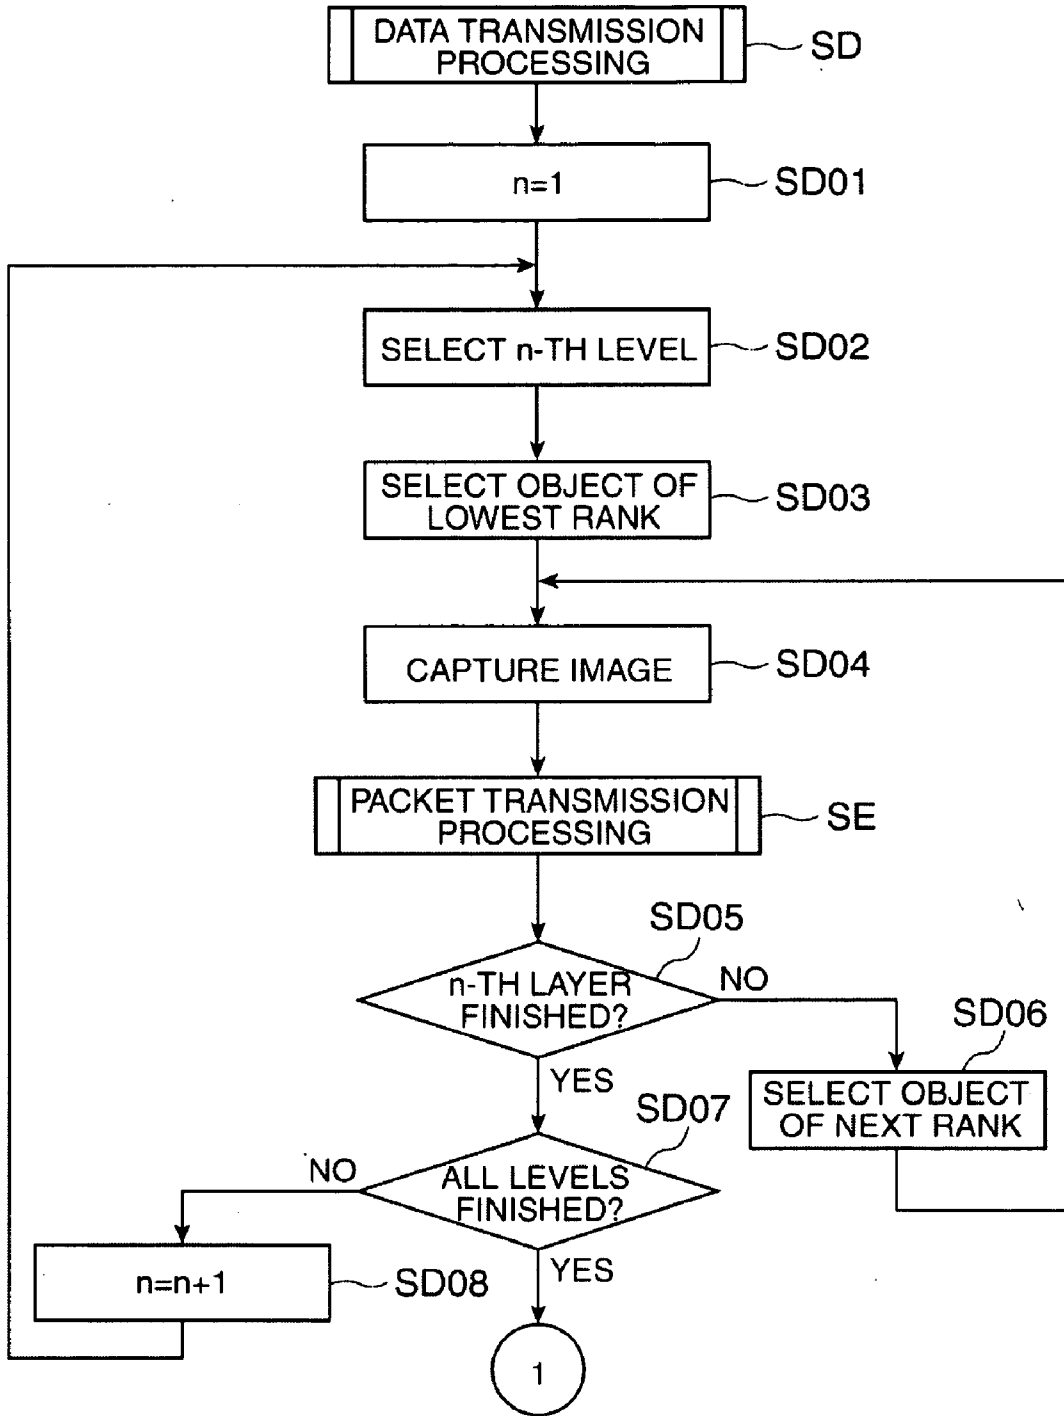 DATA TRANSMISSION
PROCESSING
SD
n=1
SD01
SELECT n-TH LEVEL
SD02
SELECT OBJECT OF
LOWEST RANK
SD03
CAPTURE IMAGE
SD04
PACKET TRANSMISSION
PROCESSING
SE
SD05
n-TH LAYER
FINISHED?
NO
YES
SD06
SELECT OBJECT
OF NEXT RANK
SD07
ALL LEVELS
FINISHED?
NO
YES
n=n+1
SD08
1